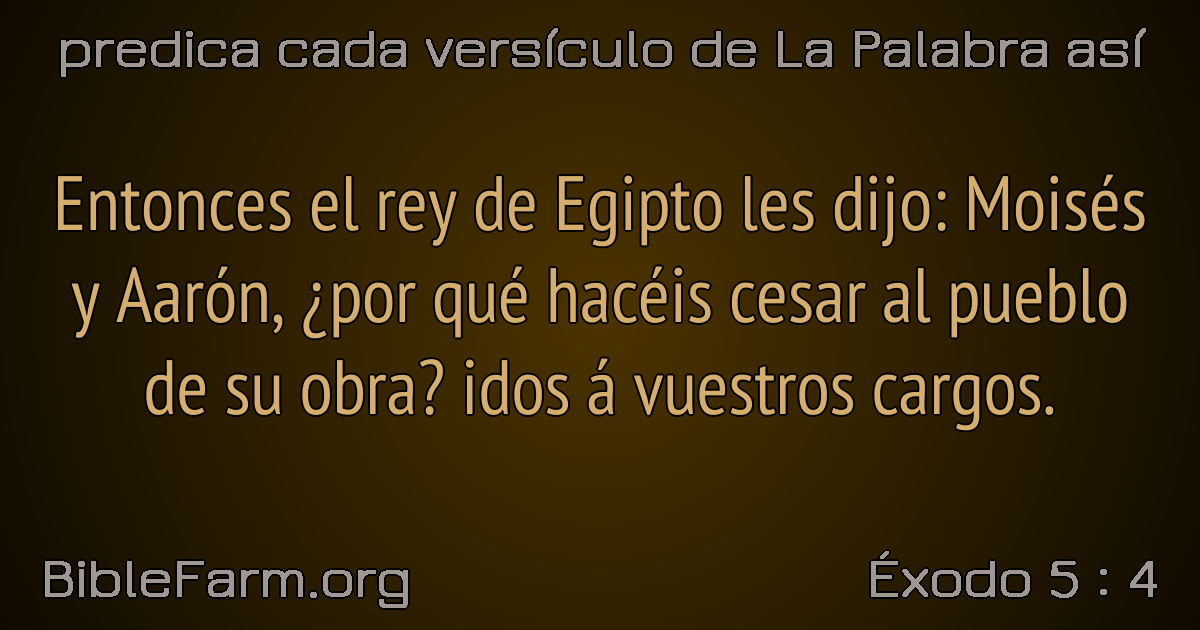 predica cada versículo de La Palabra así
Entonces el rey de Egipto les dijo: Moisés
y Aarón, ¿por qué hacéis cesar al pueblo
de su obra? idos á vuestros cargos.
BibleFarm.org
Éxodo 5 : 4